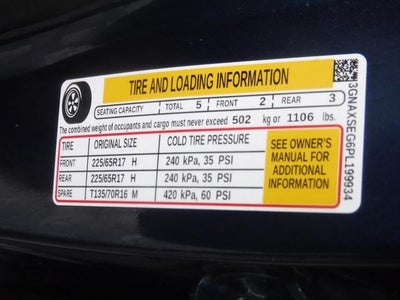 TIRE AND LOADING INFORMATION
SEATING CAPACITY TOTAL 5 FRONT 2 REAR 3
The combined weight of occupants and cargo must never exceed 502 kg or 1106 lbs.
TIRE ORIGINAL SIZE COLD TIRE PRESSURE
FRONT 225/65R17 H 240 kPa, 35 PSI
REAR 225/65R17 H 240 kPa, 35 PSI
SPARE T135/70R16 M 420 kPa, 60 PSI
SEE OWNER'S
MANUAL FOR
ADDITIONAL
INFORMATION
3GNAXSEG6PL199934